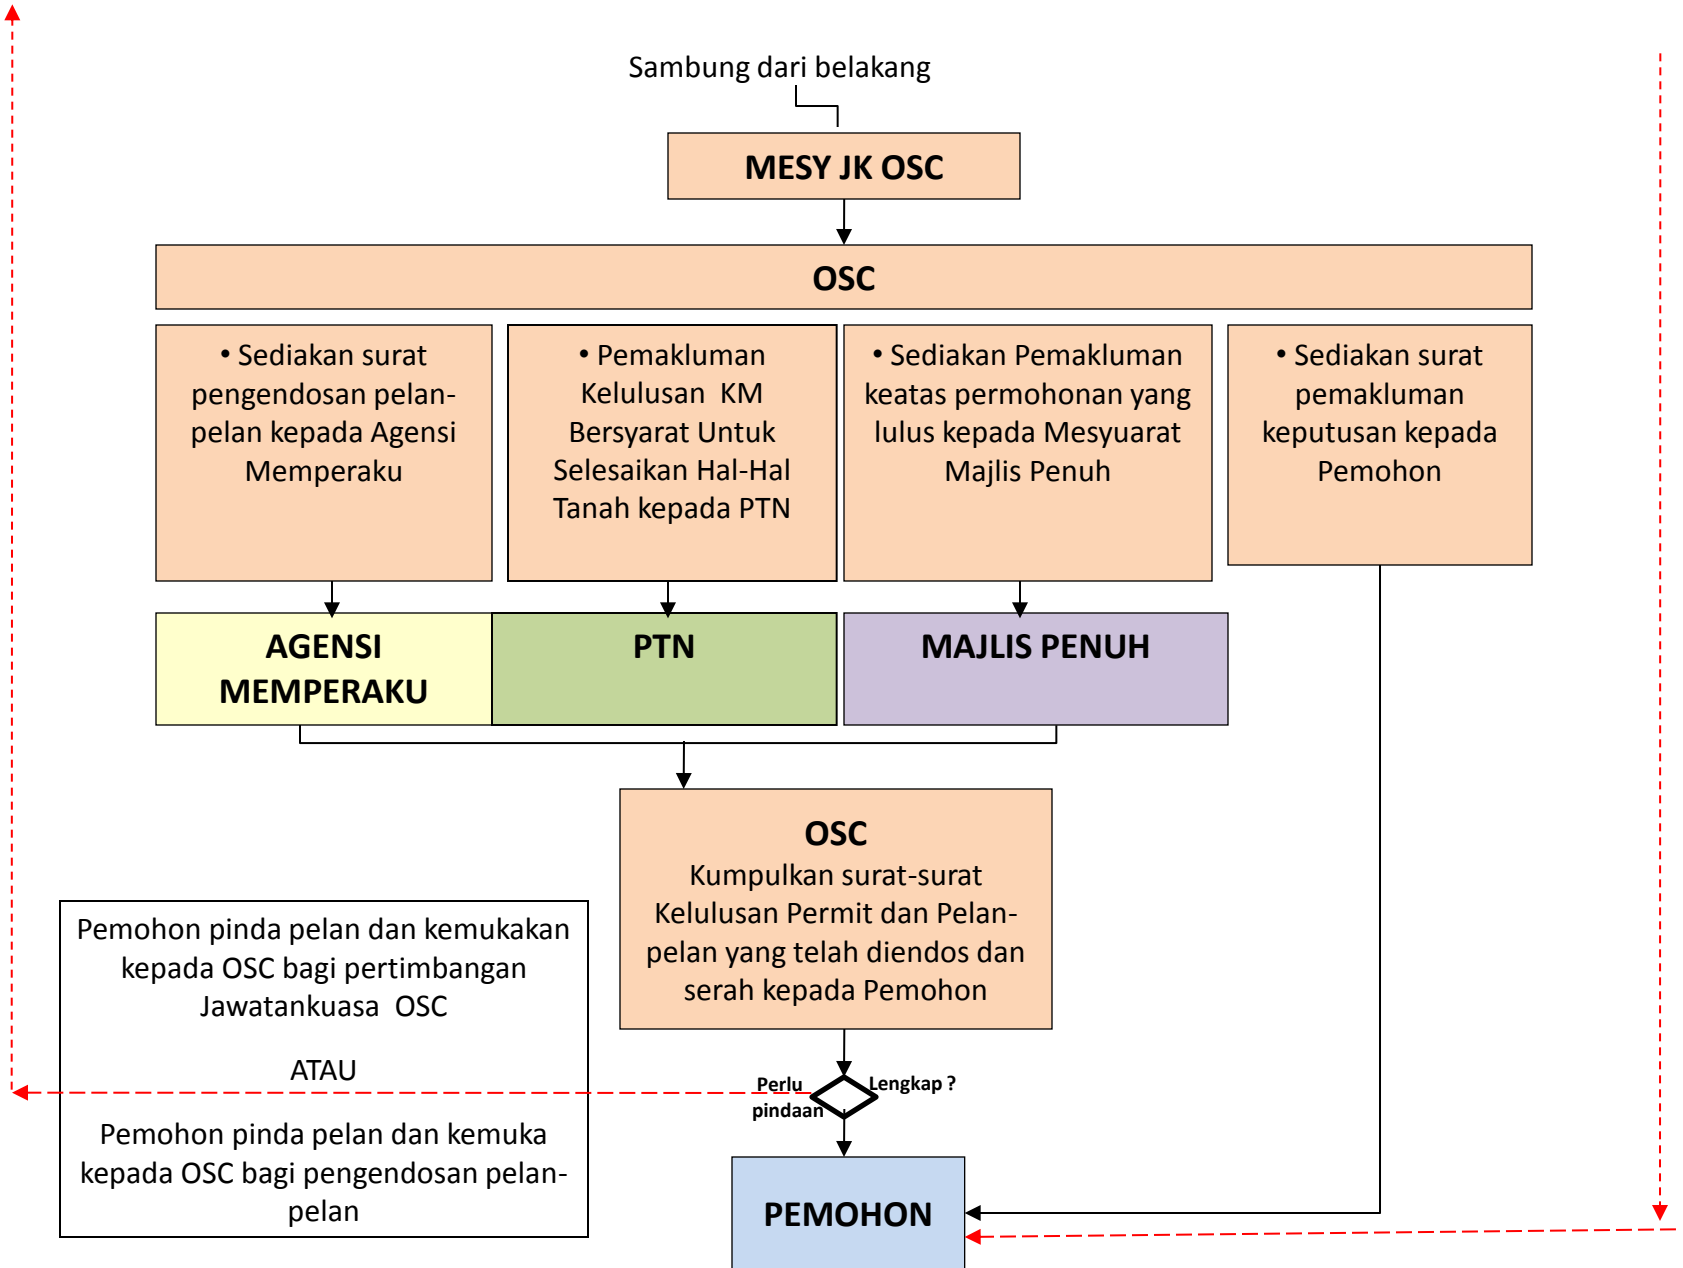 Sambung dari belakang
MESY JK OSC
OSC
• Sediakan surat
pengendosan pelan-
pelan kepada Agensi
Memperaku
• Pemakluman
Kelulusan KM
Bersyarat Untuk
Selesaikan Hal-Hal
Tanah kepada PTN
• Sediakan Pemakluman
keatas permohonan yang
lulus kepada Mesyuarat
Majlis Penuh
• Sediakan surat
pemakluman
keputusan kepada
Pemohon
AGENSI
MEMPERAKU
PTN
MAJLIS PENUH
OSC
Kumpulkan surat-surat
Kelulusan Permit dan Pelan-
pelan yang telah diendos dan
serah kepada Pemohon
Pemohon pinda pelan dan kemukakan
kepada OSC bagi pertimbangan
Jawatankuasa OSC
ATAU
Pemohon pinda pelan dan kemuka
kepada OSC bagi pengendosan pelan-
pelan
Perlu
pindaan
Lengkap ?
PEMOHON